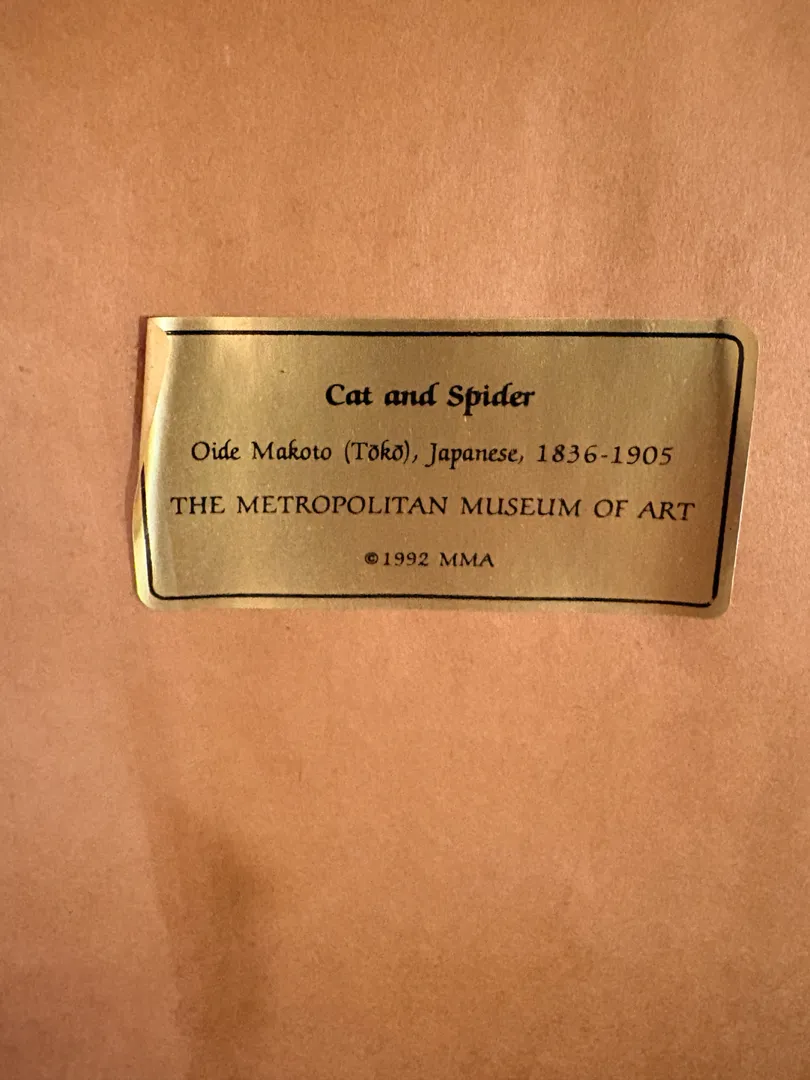 Cat and Spider
Oide Makoto (Tōkō), Japanese, 1836-1905
THE METROPOLITAN MUSEUM OF ART
©1992 MMA